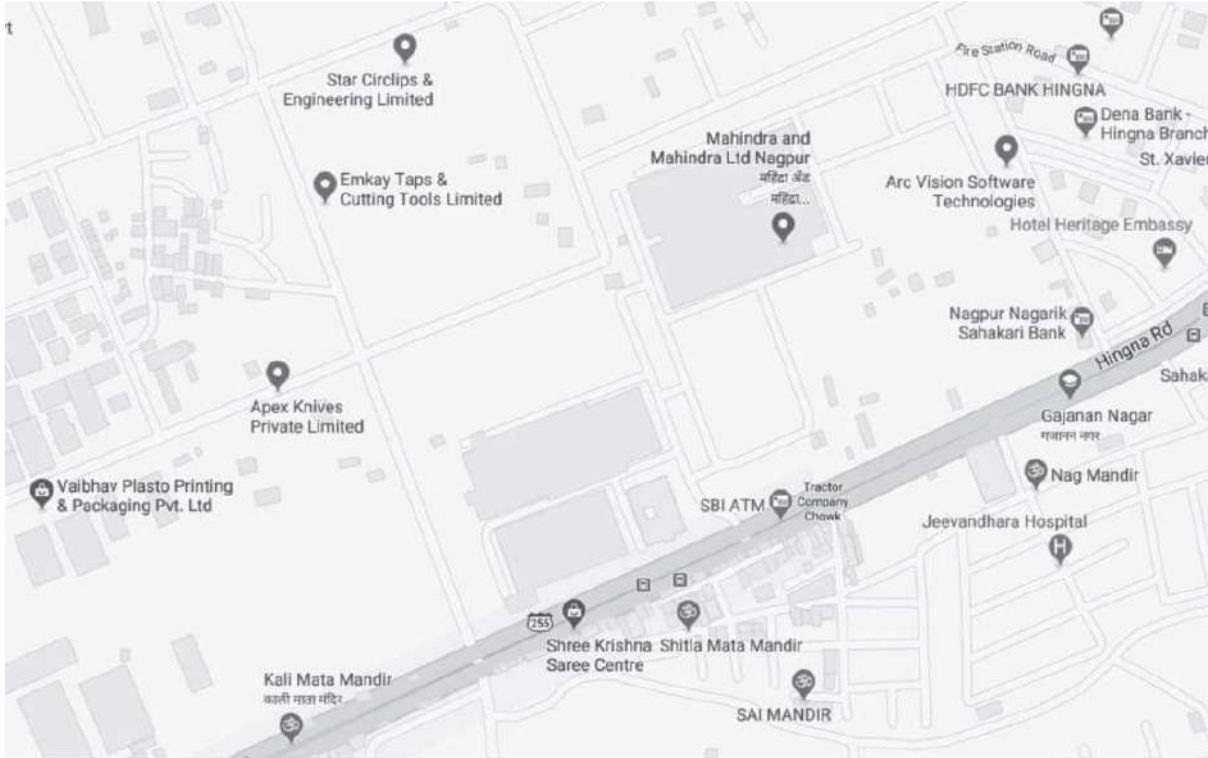 Star Circlips &
Engineering Limited
Fire Station Road
HDFC BANK HINGNA
Dena Bank -
Hingna Branch
Mahindra and
Mahindra Ltd Nagpur
महिंद्रा अँड
महिंद्रा...
St. Xavier
Emkay Taps &
Cutting Tools Limited
Arc Vision Software
Technologies
Hotel Heritage Embassy
Nagpur Nagarik
Sahakari Bank
Hingna Rd
Sahak
Apex Knives
Private Limited
Gajanan Nagar
गजानन नगर
Vaibhav Plasto Printing
& Packaging Pvt. Ltd
Nag Mandir
SBI ATM
Tractor
Company
Chowk
Jeevandhara Hospital
255
Shree Krishna
Saree Centre
Shitla Mata Mandir
Kali Mata Mandir
काली माता मंदिर
SAI MANDIR